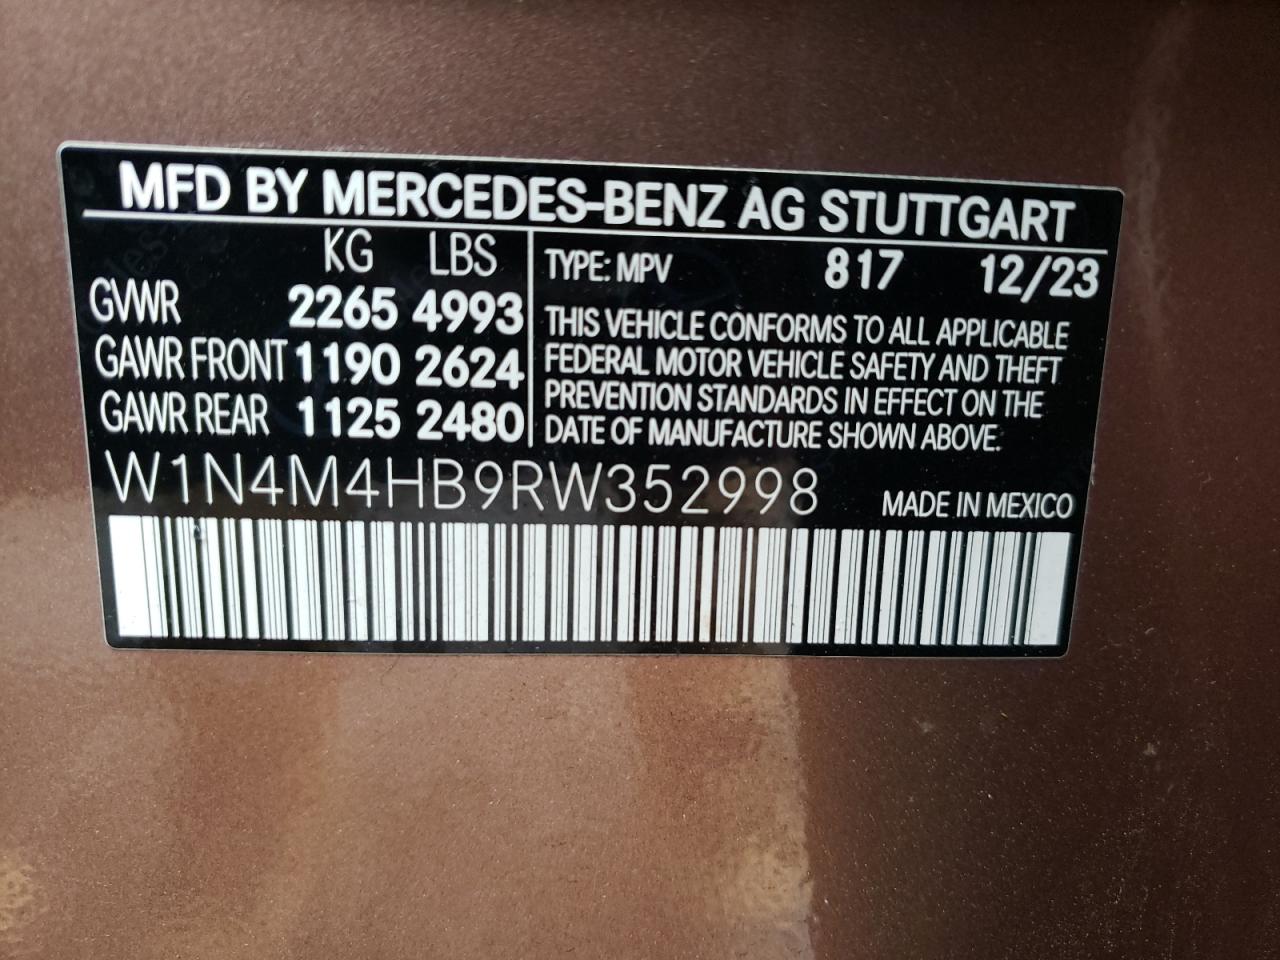 MFD BY MERCEDES-BENZ AG STUTTGART
KG LBS
GVWR 2265 4993
GAWR FRONT 1190 2624
GAWR REAR 1125 2480
TYPE: MPV 817 12/23
THIS VEHICLE CONFORMS TO ALL APPLICABLE
FEDERAL MOTOR VEHICLE SAFETY AND THEFT
PREVENTION STANDARDS IN EFFECT ON THE
DATE OF MANUFACTURE SHOWN ABOVE.
W1N4M4HB9RW352998 MADE IN MEXICO